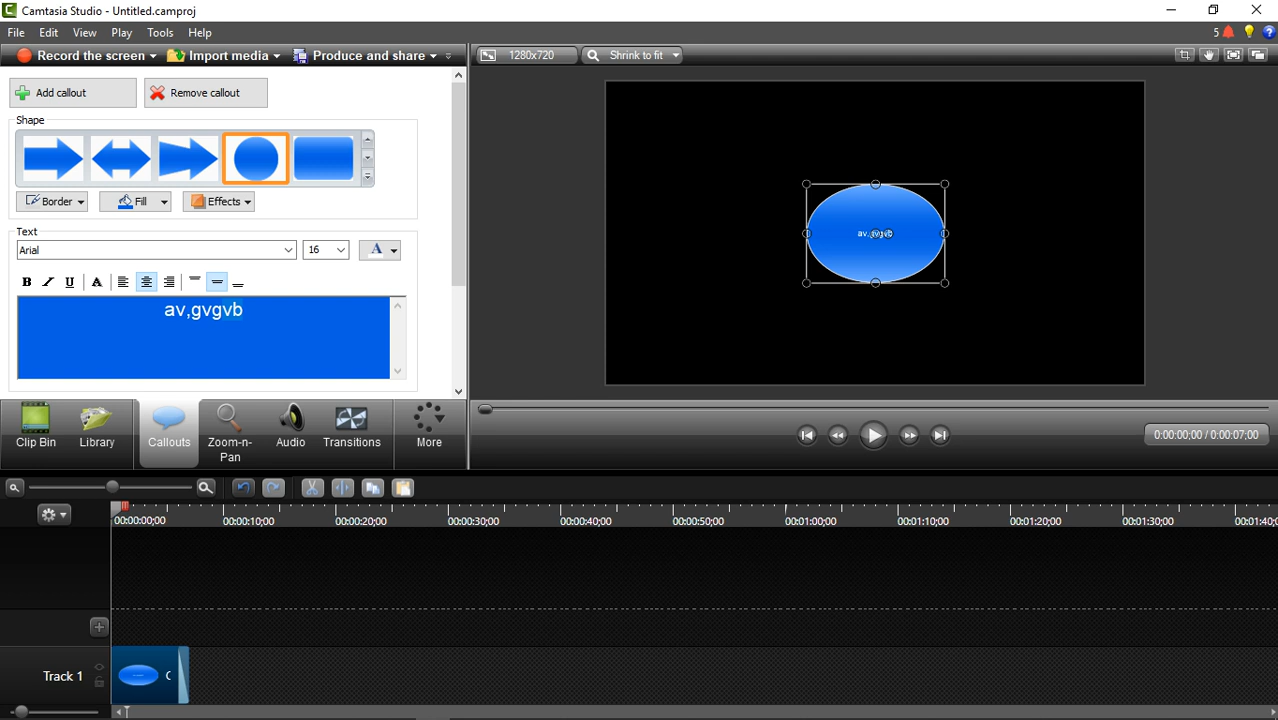 Camtasia Studio - Untitled.camproj
File Edit View Play Tools Help
5
Record the screen Import media Produce and share
1280x720 Shrink to fit
Add callout Remove callout
Shape
Border Fill Effects
Text
Arial 16 A
B I U A
av,gvgvb
av,gvgvb
Clip Bin Library Callouts Zoom-n-Pan Audio Transitions More
0:00:00;00 / 0:00:07;00
00:00:00;00 00:00:10;00 00:00:20;00 00:00:30;00 00:00:40;00 00:00:50;00 00:01:00;00 00:01:10;00 00:01:20;00 00:01:30;00 00:01:40;0
Track 1 C